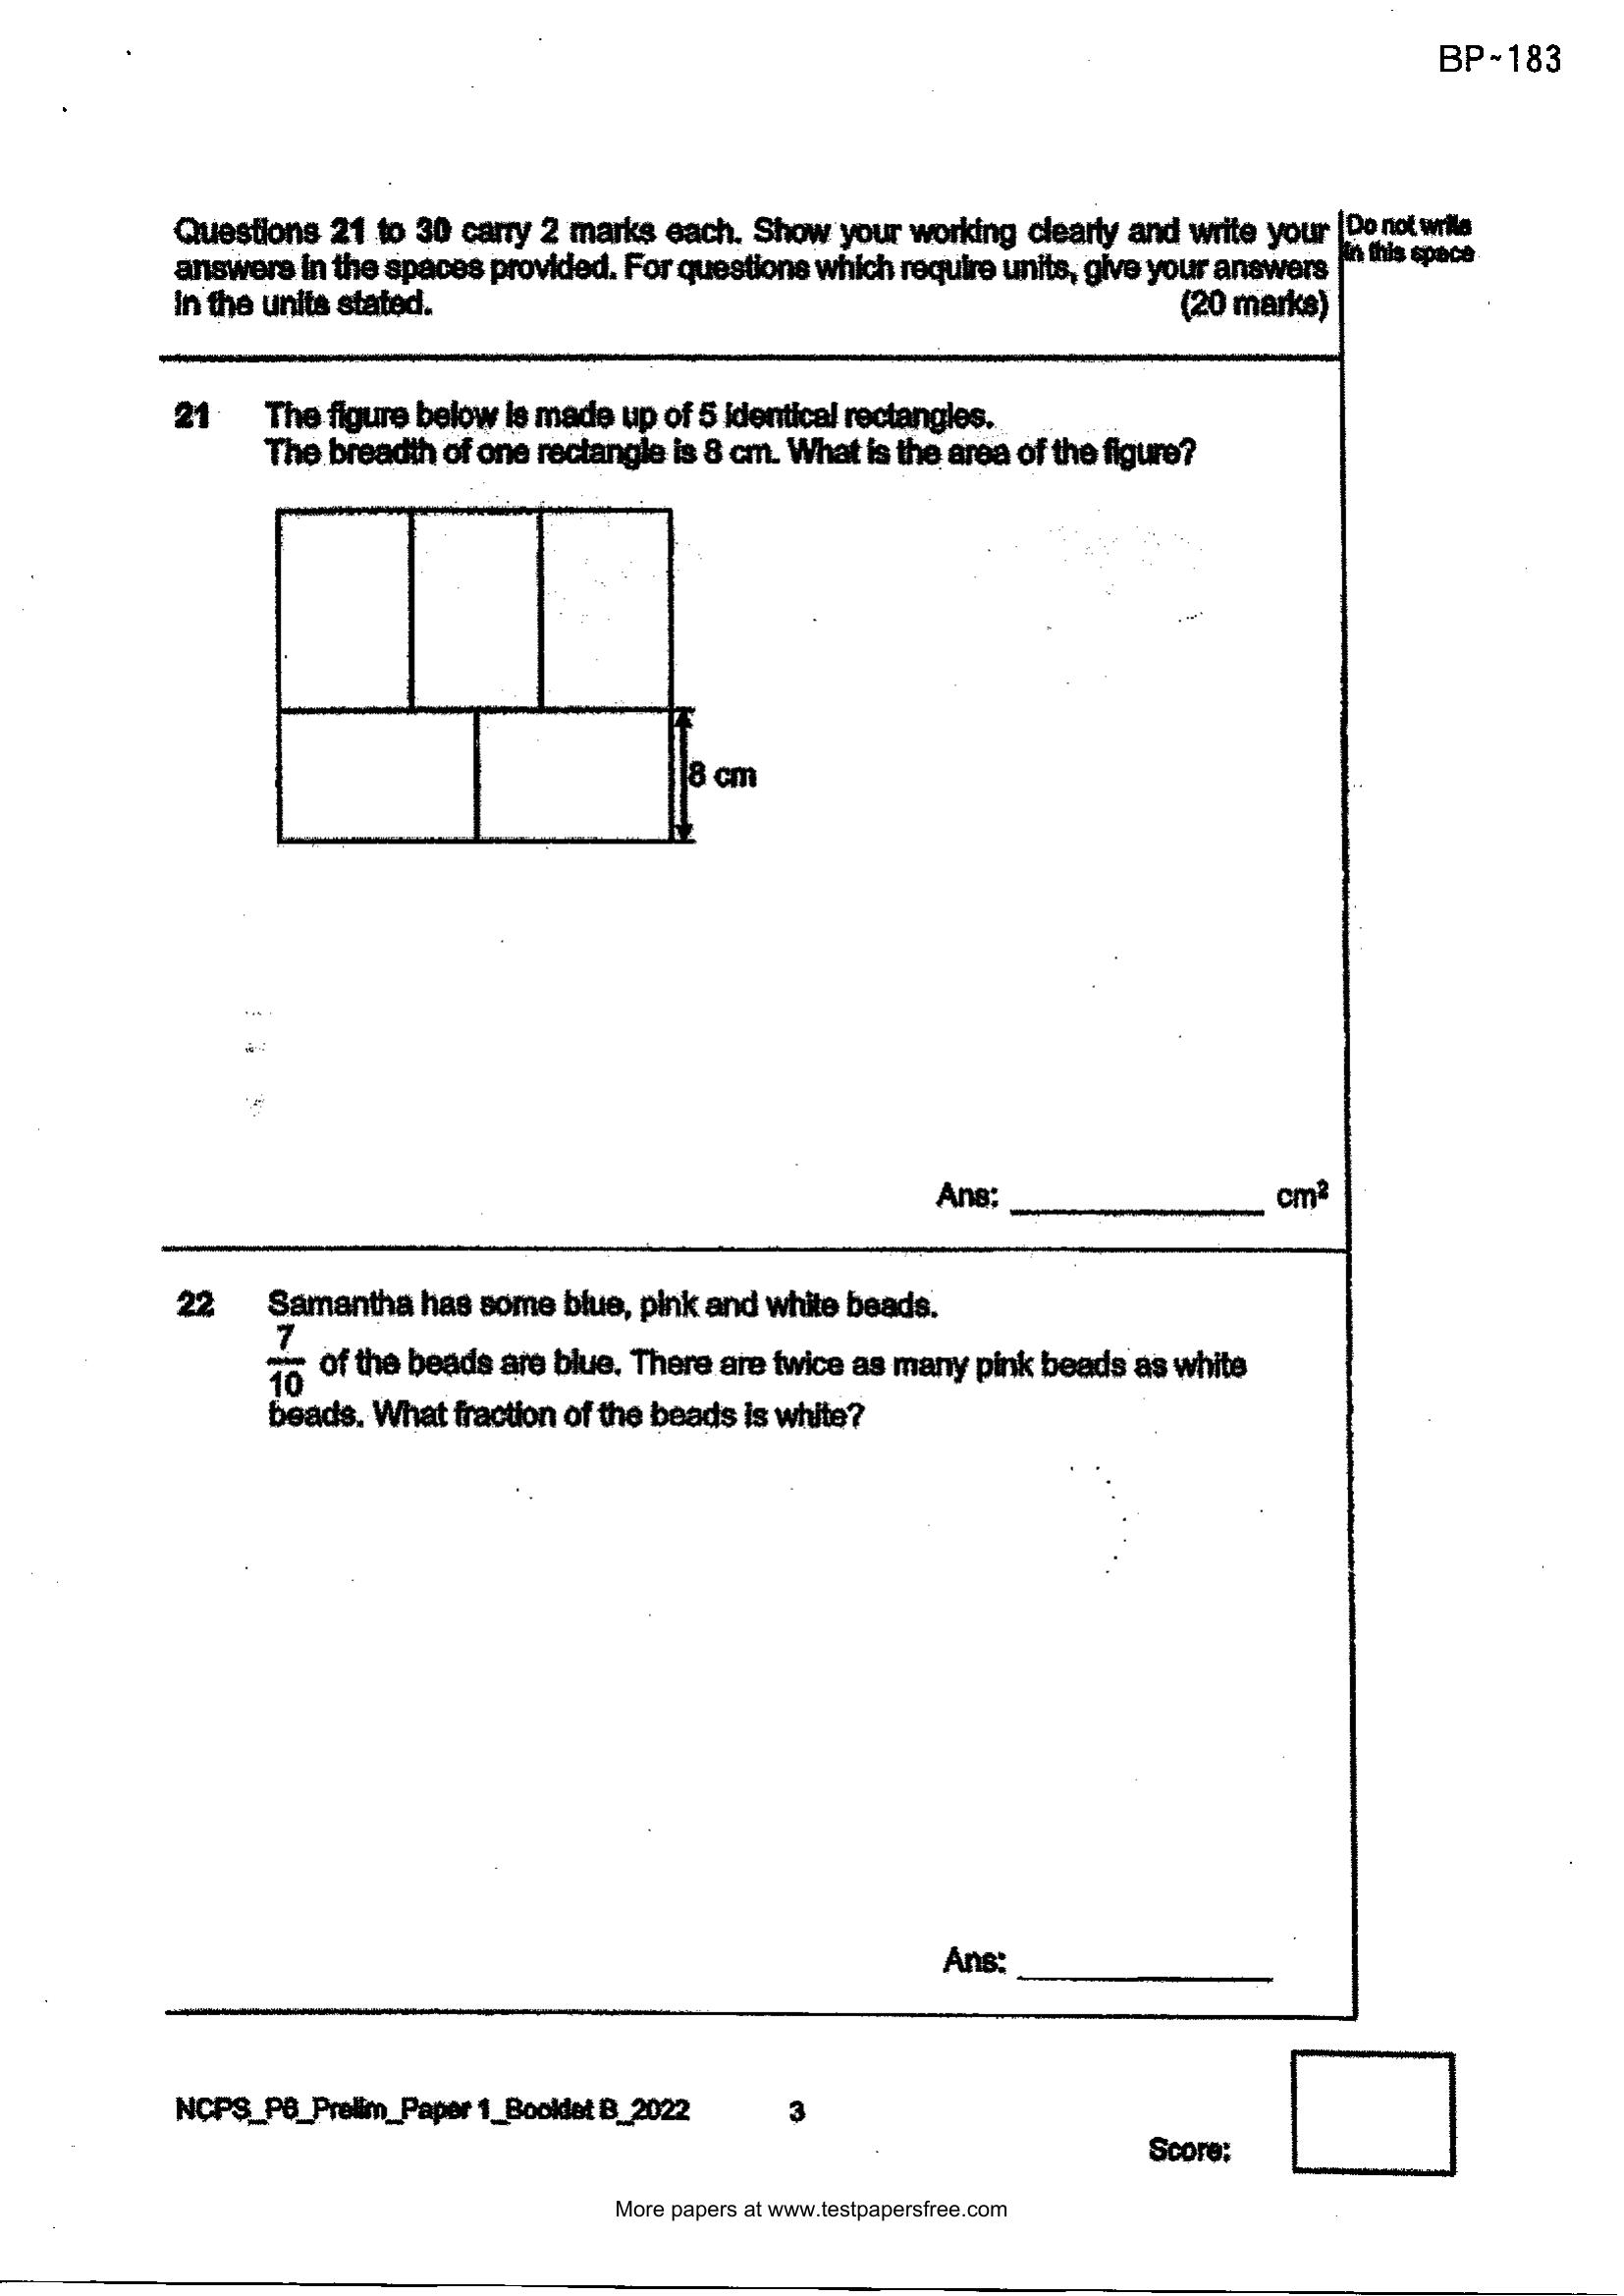 BP~183
Questions 21 to 30 carry 2 marks each. Show your working clearly and write your
answers in the spaces provided. For questions which require units, give your answers
in the units stated. (20 marks)
Do not write
in this space
21 The figure below is made up of 5 identical rectangles.
The breadth of one rectangle is 8 cm. What is the area of the figure?
8 cm
Ans: ______________ cm²
22 Samantha has some blue, pink and white beads.
7/10 of the beads are blue. There are twice as many pink beads as white
beads. What fraction of the beads is white?
Ans: ______________
NCPS_P6_Prelim_Paper 1_Booklet B_2022 3
Score:
More papers at www.testpapersfree.com